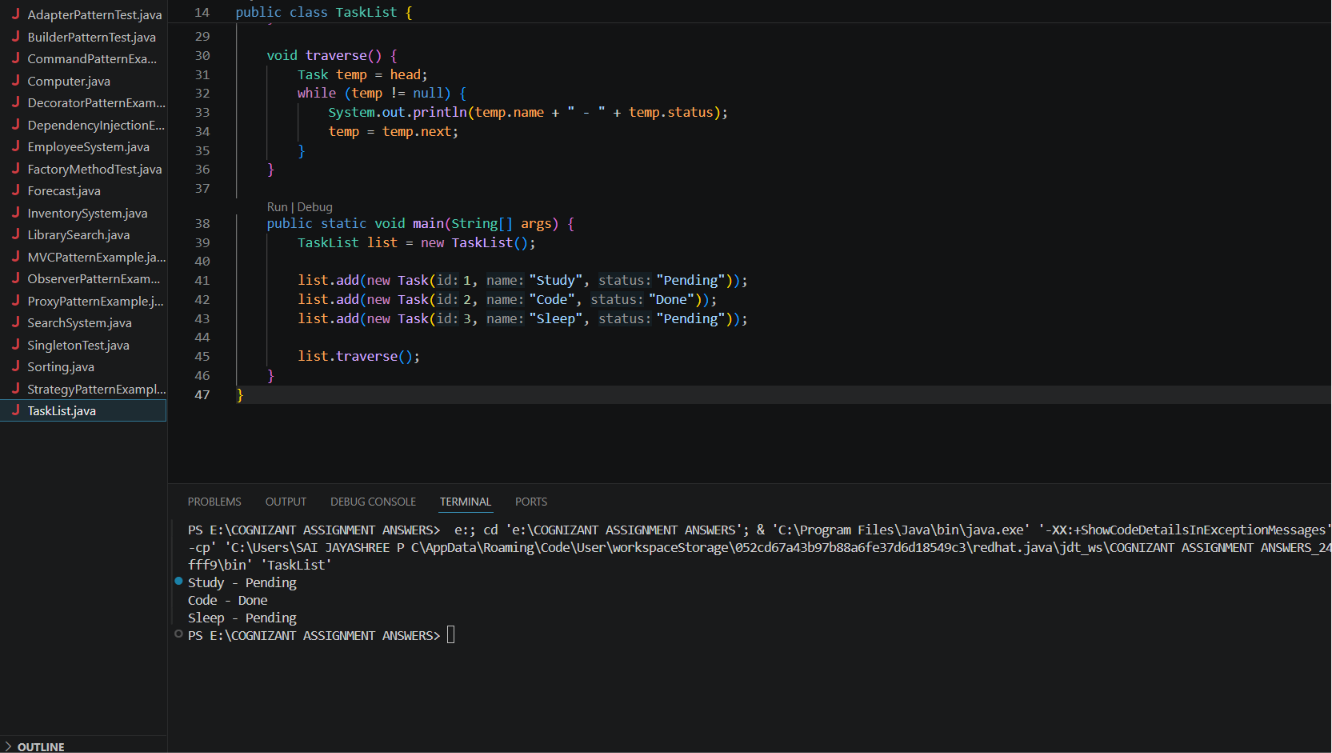 AdapterPatternTest.java
BuilderPatternTest.java
CommandPatternExa...
Computer.java
DecoratorPatternExam...
DependencyInjectionE...
EmployeeSystem.java
FactoryMethodTest.java
Forecast.java
InventorySystem.java
LibrarySearch.java
MVCPatternExample.ja...
ObserverPatternExam...
ProxyPatternExample.j...
SearchSystem.java
SingletonTest.java
Sorting.java
StrategyPatternExampl...
TaskList.java
OUTLINE
14 public class TaskList {
29
30 void traverse() {
31 Task temp = head;
32 while (temp != null) {
33 System.out.println(temp.name + " - " + temp.status);
34 temp = temp.next;
35 }
36 }
37
Run | Debug
38 public static void main(String[] args) {
39 TaskList list = new TaskList();
40
41 list.add(new Task(id: 1, name: "Study", status: "Pending"));
42 list.add(new Task(id: 2, name: "Code", status: "Done"));
43 list.add(new Task(id: 3, name: "Sleep", status: "Pending"));
44
45 list.traverse();
46 }
47 }
PROBLEMS OUTPUT DEBUG CONSOLE TERMINAL PORTS
PS E:\COGNIZANT ASSIGNMENT ANSWERS> e:; cd 'e:\COGNIZANT ASSIGNMENT ANSWERS'; & 'C:\Program Files\Java\bin\java.exe' '-XX:+ShowCodeDetailsInExceptionMessages'
-cp' 'C:\Users\SAI JAYASHREE P C\AppData\Roaming\Code\User\workspaceStorage\052cd67a43b97b88a6fe37d6d18549c3\redhat.java\jdt_ws\COGNIZANT ASSIGNMENT ANSWERS_24
fff9\bin' 'TaskList'
Study - Pending
Code - Done
Sleep - Pending
PS E:\COGNIZANT ASSIGNMENT ANSWERS>